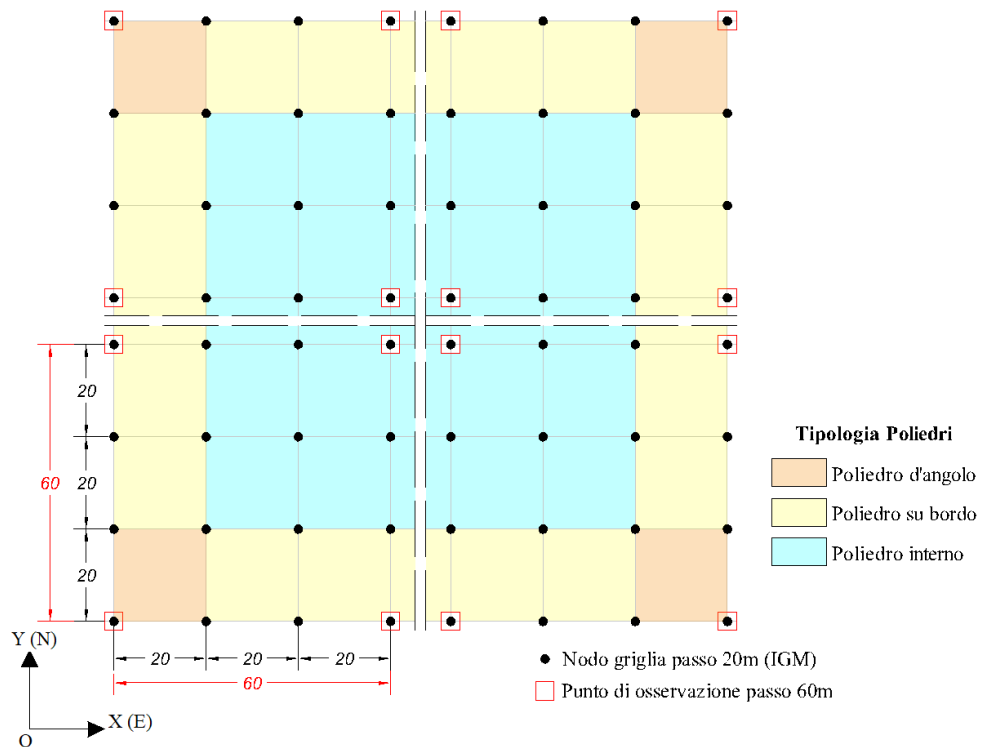 20
60
20
20
Y (N)
X (E)
O
20
20
20
60
Tipologia Poliedri
Poliedro d'angolo
Poliedro su bordo
Poliedro interno
Nodo griglia passo 20m (IGM)
Punto di osservazione passo 60m